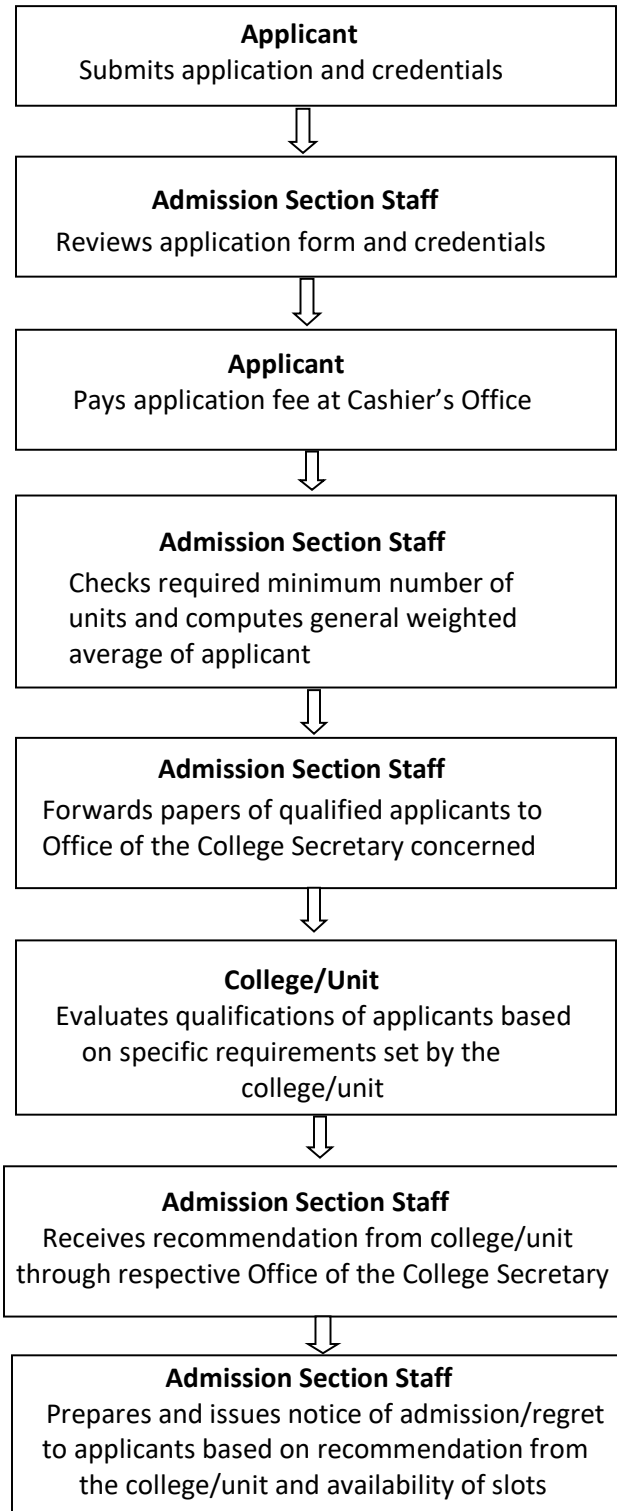 Applicant
Submits application and credentials
Admission Section Staff
Reviews application form and credentials
Applicant
Pays application fee at Cashier’s Office
Admission Section Staff
Checks required minimum number of
units and computes general weighted
average of applicant
Admission Section Staff
Forwards papers of qualified applicants to
Office of the College Secretary concerned
College/Unit
Evaluates qualifications of applicants based
on specific requirements set by the
college/unit
Admission Section Staff
Receives recommendation from college/unit
through respective Office of the College Secretary
Admission Section Staff
Prepares and issues notice of admission/regret
to applicants based on recommendation from
the college/unit and availability of slots